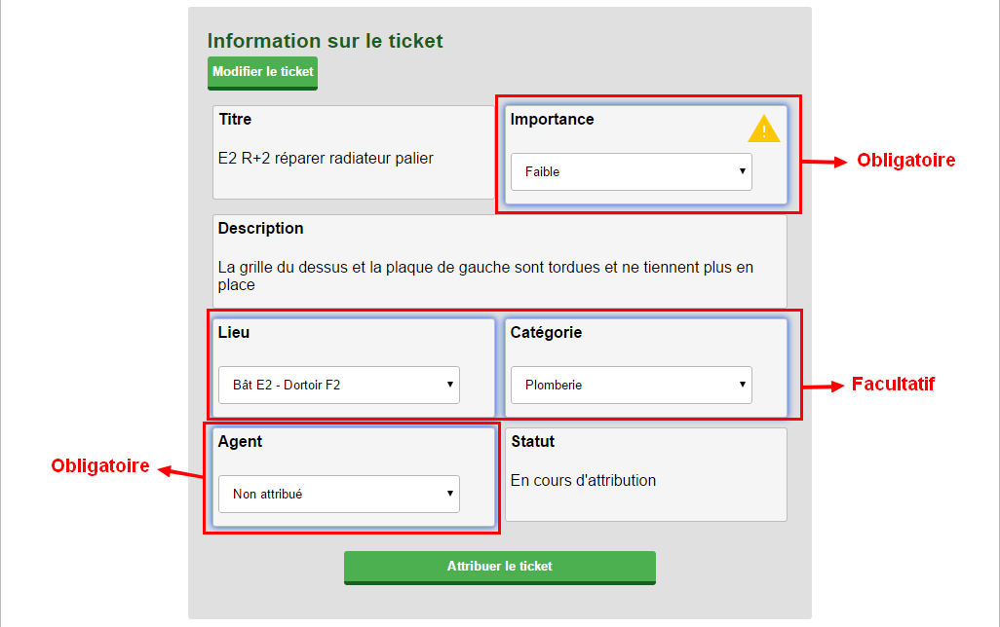 Information sur le ticket
Modifier le ticket
Titre
E2 R+2 réparer radiateur palier
Importance
Faible
Obligatoire
Description
La grille du dessus et la plaque de gauche sont tordues et ne tiennent plus en
place
Lieu
Bât E2 - Dortoir F2
Catégorie
Plomberie
Facultatif
Agent
Non attribué
Obligatoire
Statut
En cours d'attribution
Attribuer le ticket